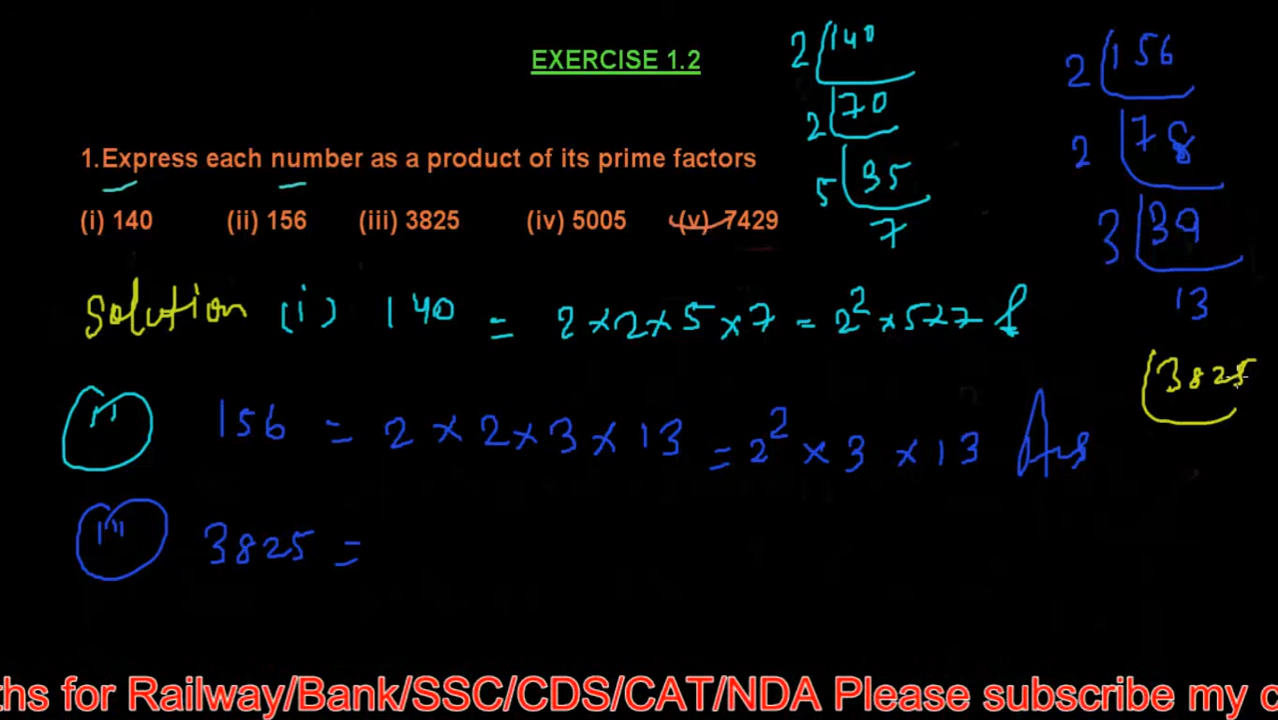 EXERCISE 1.2
1.Express each number as a product of its prime factors
(i) 140 (ii) 156 (iii) 3825 (iv) 5005 (v) 7429
2 140
2 70
5 35
7
2 156
2 78
3 39
13
3825
Solution (i) 140 = 2×2×5×7 = 2²×5×7
(ii) 156 = 2 × 2 × 3 × 13 = 2² × 3 × 13 Ans
(iii) 3825 =
ths for Railway/Bank/SSC/CDS/CAT/NDA Please subscribe my c